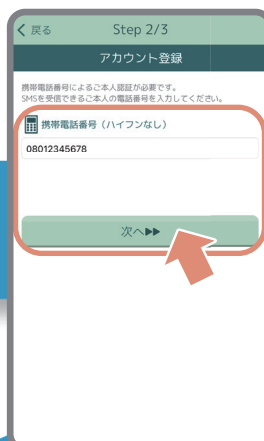 戻る Step 2/3
アカウント登録
携帯電話番号によるご本人認証が必要です。
SMSを受信できるご本人の電話番号を入力してください。
携帯電話番号（ハイフンなし）
08012345678
次へ▶▶